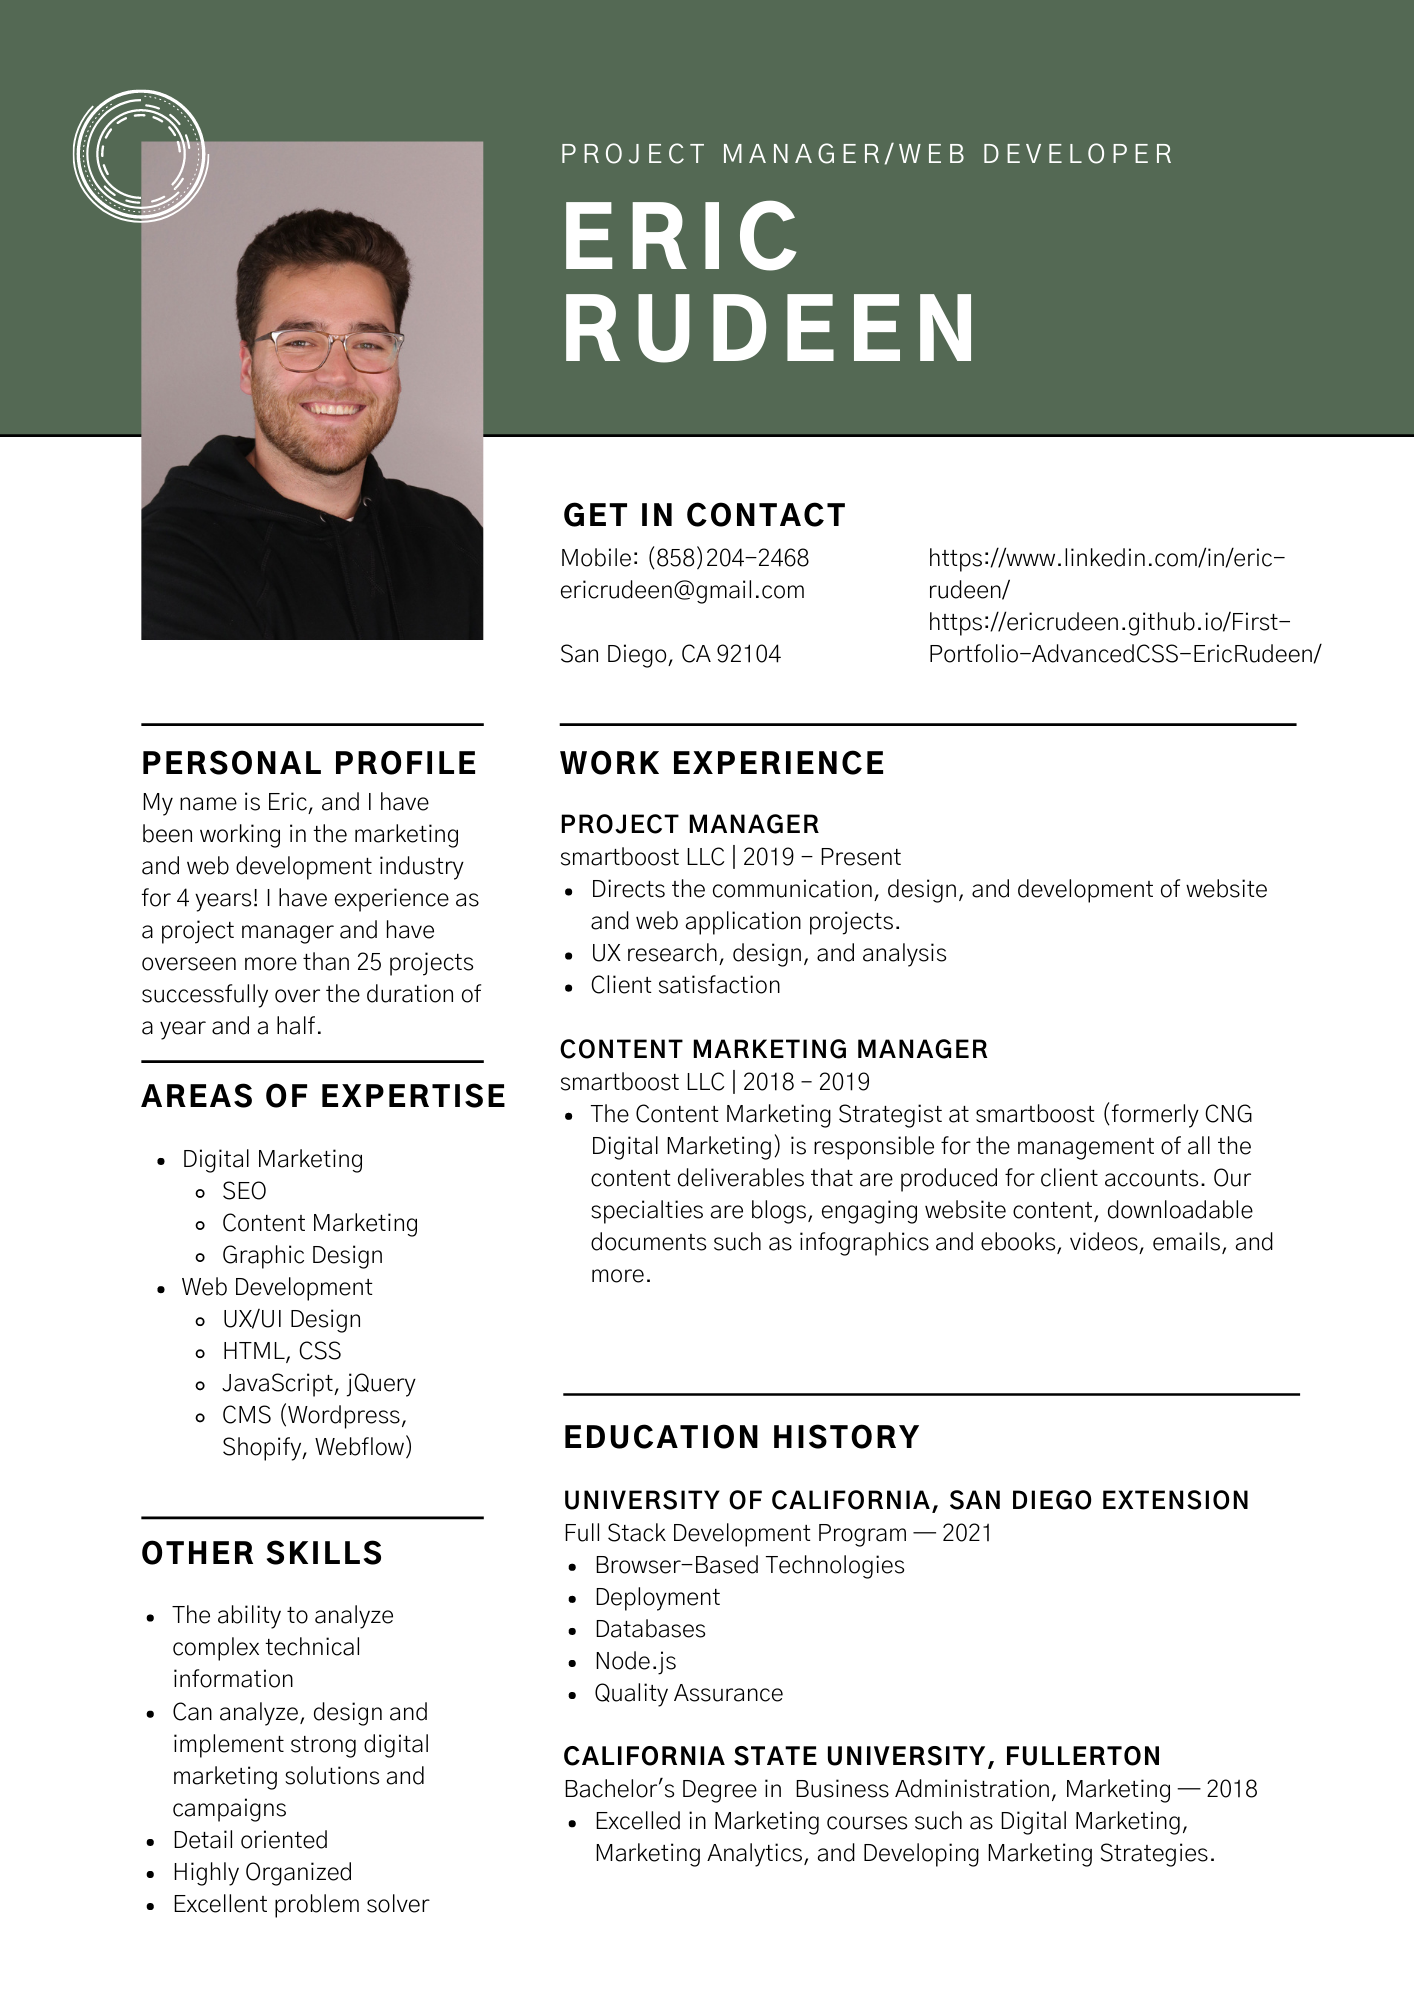 PROJECT MANAGER/WEB DEVELOPER
ERIC
RUDEEN
GET IN CONTACT
Mobile: (858)204-2468
ericrudeen@gmail.com
San Diego, CA 92104
https://www.linkedin.com/in/eric-
rudeen/
https://ericrudeen.github.io/First-
Portfolio-AdvancedCSS-EricRudeen/
PERSONAL PROFILE
My name is Eric, and I have
been working in the marketing
and web development industry
for 4 years! I have experience as
a project manager and have
overseen more than 25 projects
successfully over the duration of
a year and a half.
AREAS OF EXPERTISE
• Digital Marketing
◦ SEO
◦ Content Marketing
◦ Graphic Design
• Web Development
◦ UX/UI Design
◦ HTML, CSS
◦ JavaScript, jQuery
◦ CMS (Wordpress,
Shopify, Webflow)
OTHER SKILLS
• The ability to analyze
complex technical
information
• Can analyze, design and
implement strong digital
marketing solutions and
campaigns
• Detail oriented
• Highly Organized
• Excellent problem solver
WORK EXPERIENCE
PROJECT MANAGER
smartboost LLC | 2019 - Present
• Directs the communication, design, and development of website
and web application projects.
• UX research, design, and analysis
• Client satisfaction
CONTENT MARKETING MANAGER
smartboost LLC | 2018 - 2019
• The Content Marketing Strategist at smartboost (formerly CNG
Digital Marketing) is responsible for the management of all the
content deliverables that are produced for client accounts. Our
specialties are blogs, engaging website content, downloadable
documents such as infographics and ebooks, videos, emails, and
more.
EDUCATION HISTORY
UNIVERSITY OF CALIFORNIA, SAN DIEGO EXTENSION
Full Stack Development Program — 2021
• Browser-Based Technologies
• Deployment
• Databases
• Node.js
• Quality Assurance
CALIFORNIA STATE UNIVERSITY, FULLERTON
Bachelor's Degree in  Business Administration, Marketing — 2018
• Excelled in Marketing courses such as Digital Marketing,
Marketing Analytics, and Developing Marketing Strategies.